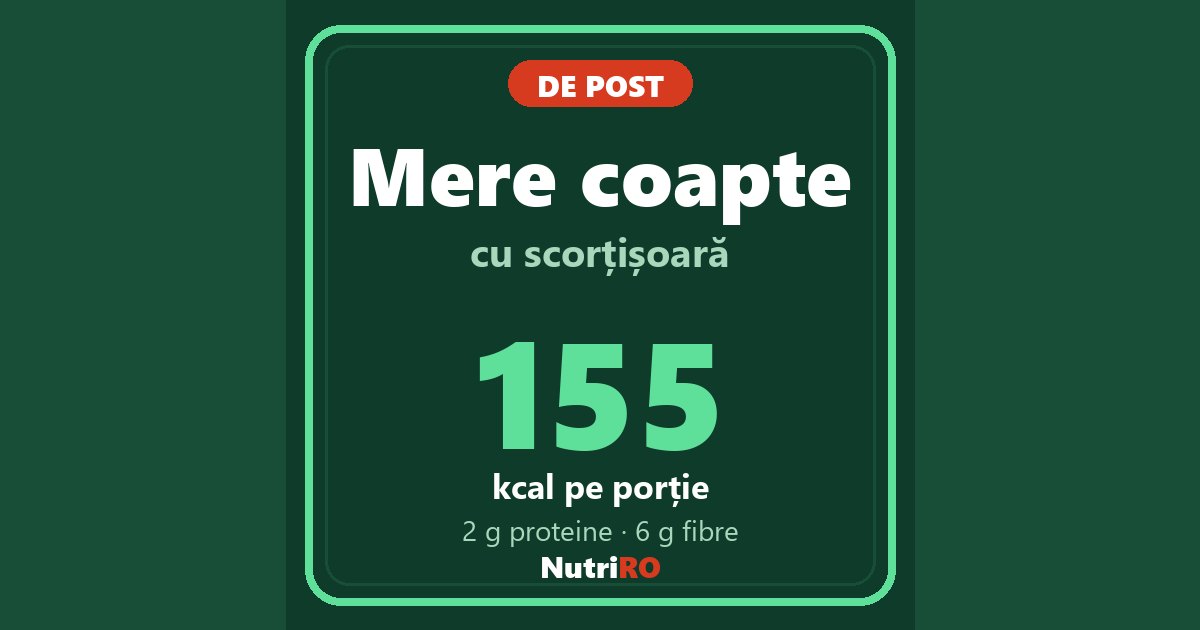 DE POST
Mere coapte
cu scorțișoară
155
kcal pe porție
2 g proteine · 6 g fibre
NutriRO